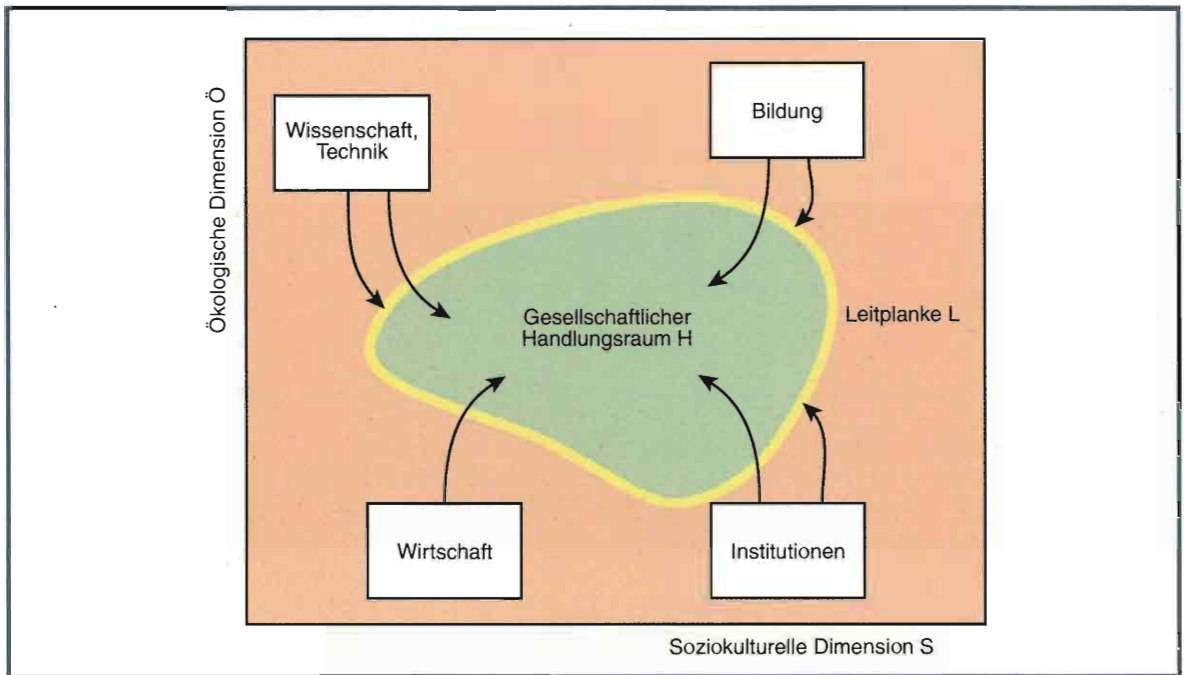 Ökologische Dimension Ö
Wissenschaft,
Technik
Bildung
Gesellschaftlicher
Handlungsraum H
Leitplanke L
Wirtschaft
Institutionen
Soziokulturelle Dimension S